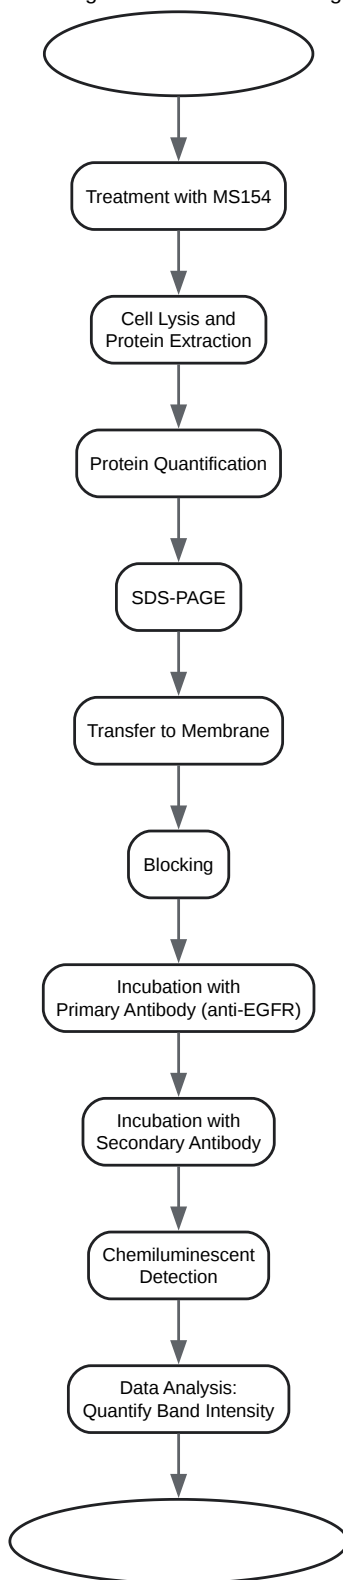 Treatment with MS154
Cell Lysis and
Protein Extraction
Protein Quantification
SDS-PAGE
Transfer to Membrane
Blocking
Incubation with
Primary Antibody (anti-EGFR)
Incubation with
Secondary Antibody
Chemiluminescent
Detection
Data Analysis:
Quantify Band Intensity